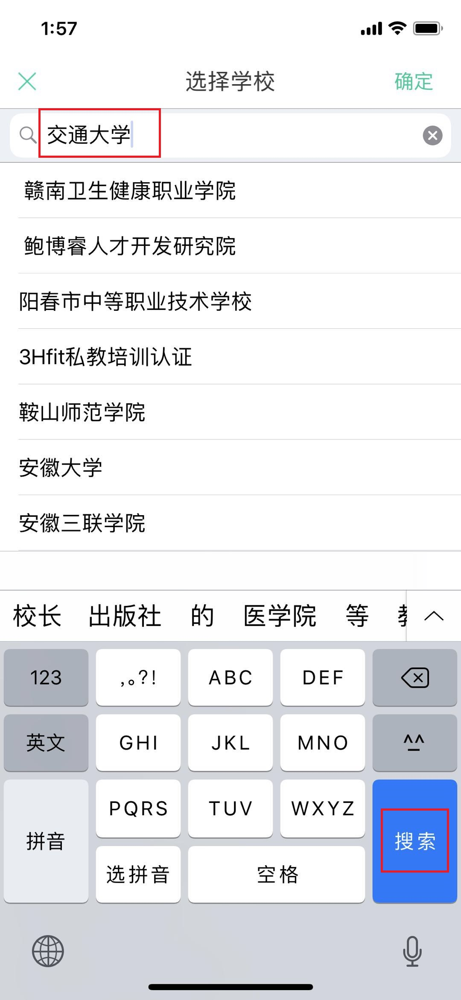 1:57
选择学校
确定
交通大学
赣南卫生健康职业学院
鲍博睿人才开发研究院
阳春市中等职业技术学校
3Hfit私教培训认证
鞍山师范学院
安徽大学
安徽三联学院
校长 出版社 的 医学院 等
123 ,。?! ABC DEF
英文 GHI JKL MNO ^^
拼音 PQRS TUV WXYZ 搜索
选拼音 空格